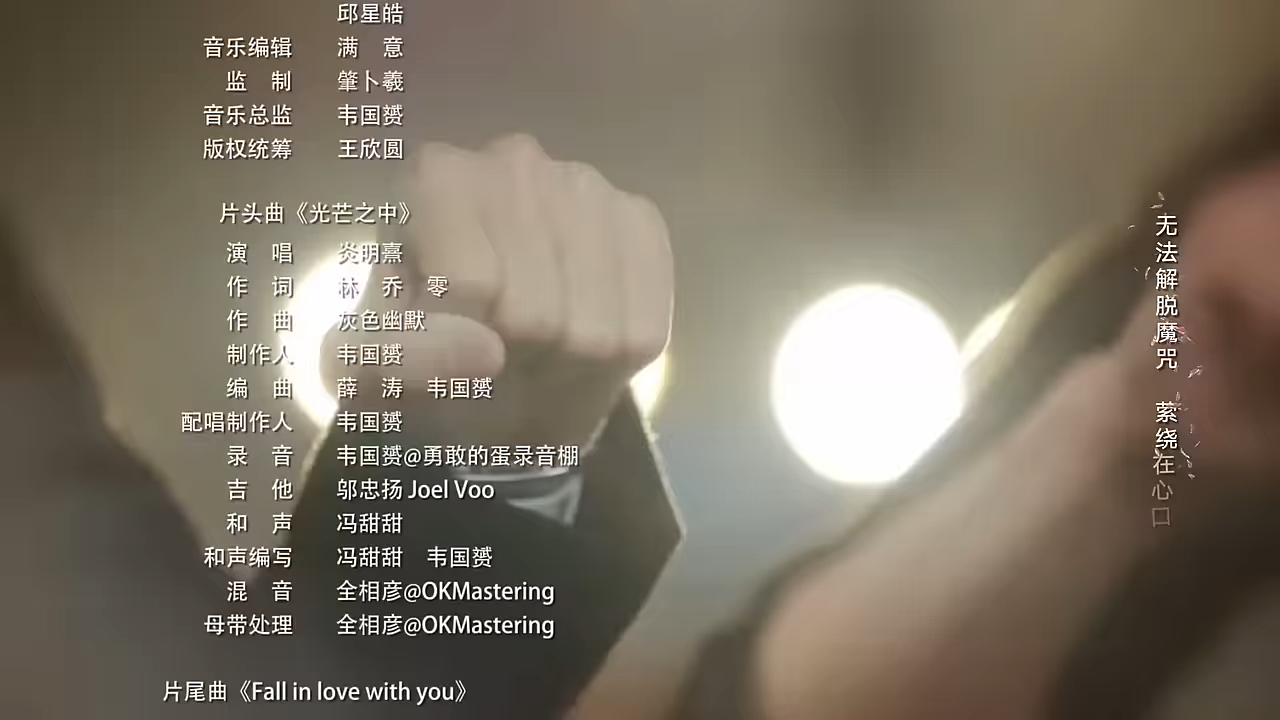 邱星皓
音乐编辑 满 意
监 制 肇卜羲
音乐总监 韦国赟
版权统筹 王欣圆
片头曲《光芒之中》
演 唱 炎明熹
作 词 林 乔 零
作 曲 灰色幽默
制作人 韦国赟
编 曲 薛 涛 韦国赟
配唱制作人 韦国赟
录 音 韦国赟@勇敢的蛋录音棚
吉 他 邬忠扬 Joel Voo
和 声 冯甜甜
和声编写 冯甜甜 韦国赟
混 音 全相彦@OKMastering
母带处理 全相彦@OKMastering
片尾曲《Fall in love with you》
无法解脱魔咒 萦绕在心口